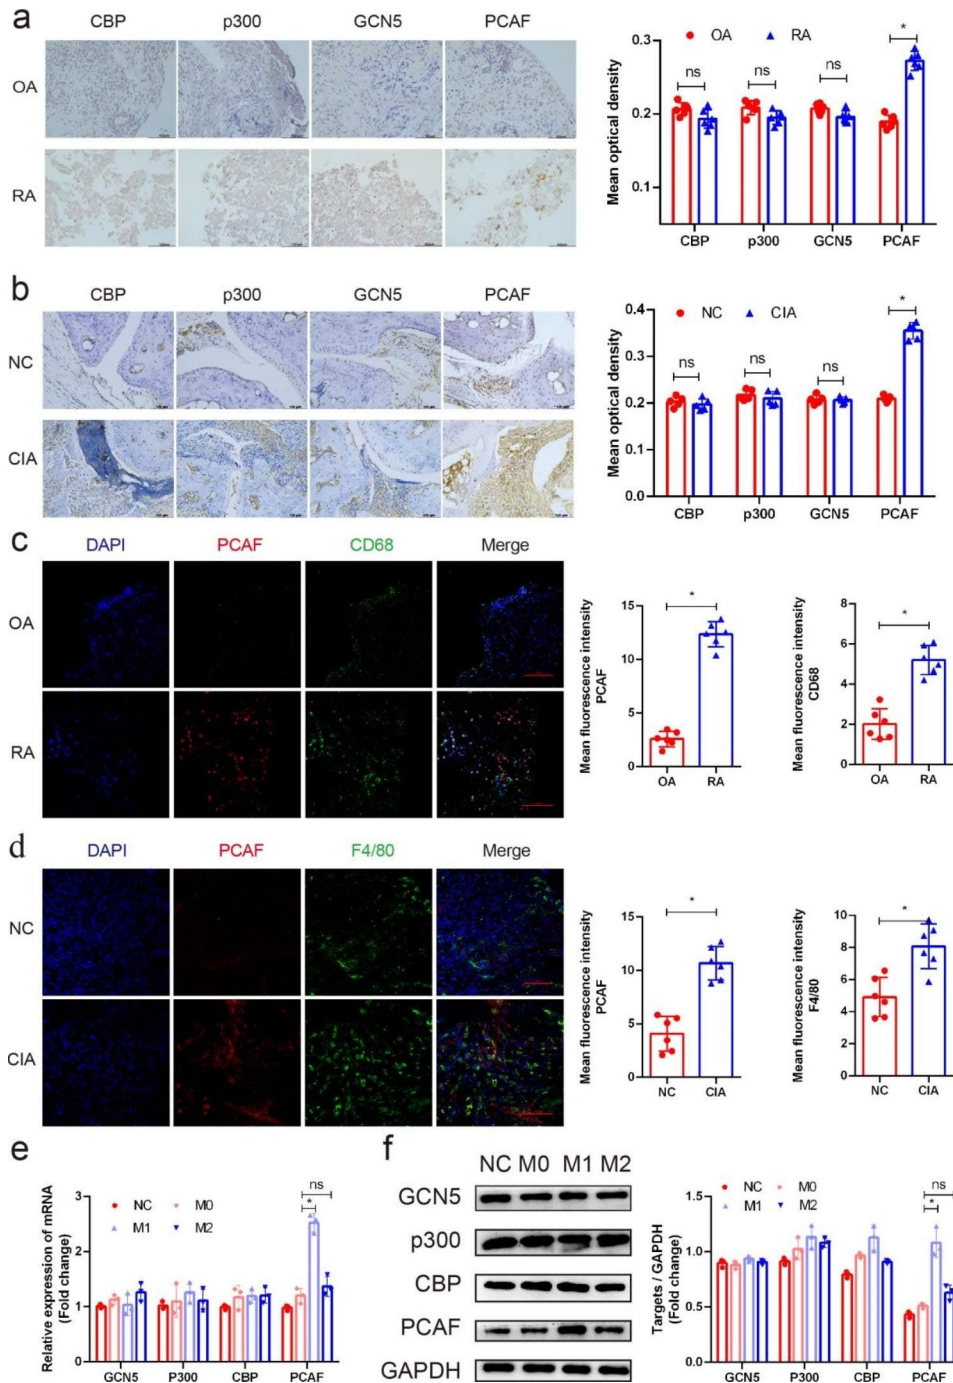 a
CBP p300 GCN5 PCAF
OA
RA
OA RA
Mean optical density
0.3
0.2
0.1
ns ns ns *
CBP p300 GCN5 PCAF
b
CBP p300 GCN5 PCAF
NC
CIA
NC CIA
Mean optical density
0.4
0.3
0.2
0.1
0.0
ns ns ns *
CBP p300 GCN5 PCAF
c
DAPI PCAF CD68 Merge
OA
RA
Mean fluorescence intensity
PCAF
15
10
5
0
*
OA RA
Mean fluorescence intensity
CD68
8
6
4
2
0
*
OA RA
d
DAPI PCAF F4/80 Merge
NC
CIA
Mean fluorescence intensity
PCAF
15
10
5
0
*
NC CIA
Mean fluorescence intensity
F4/80
10
8
6
4
2
0
*
NC CIA
e
Relative expression of mRNA
(Fold change)
3
2
1
0
NC M0
M1 M2
ns
*
GCN5 P300 CBP PCAF
f
NC M0 M1 M2
GCN5
p300
CBP
PCAF
GAPDH
Targets / GAPDH
(Fold change)
1.5
1.0
0.5
0.0
NC M0
M1 M2
ns
*
GCN5 P300 CBP PCAF